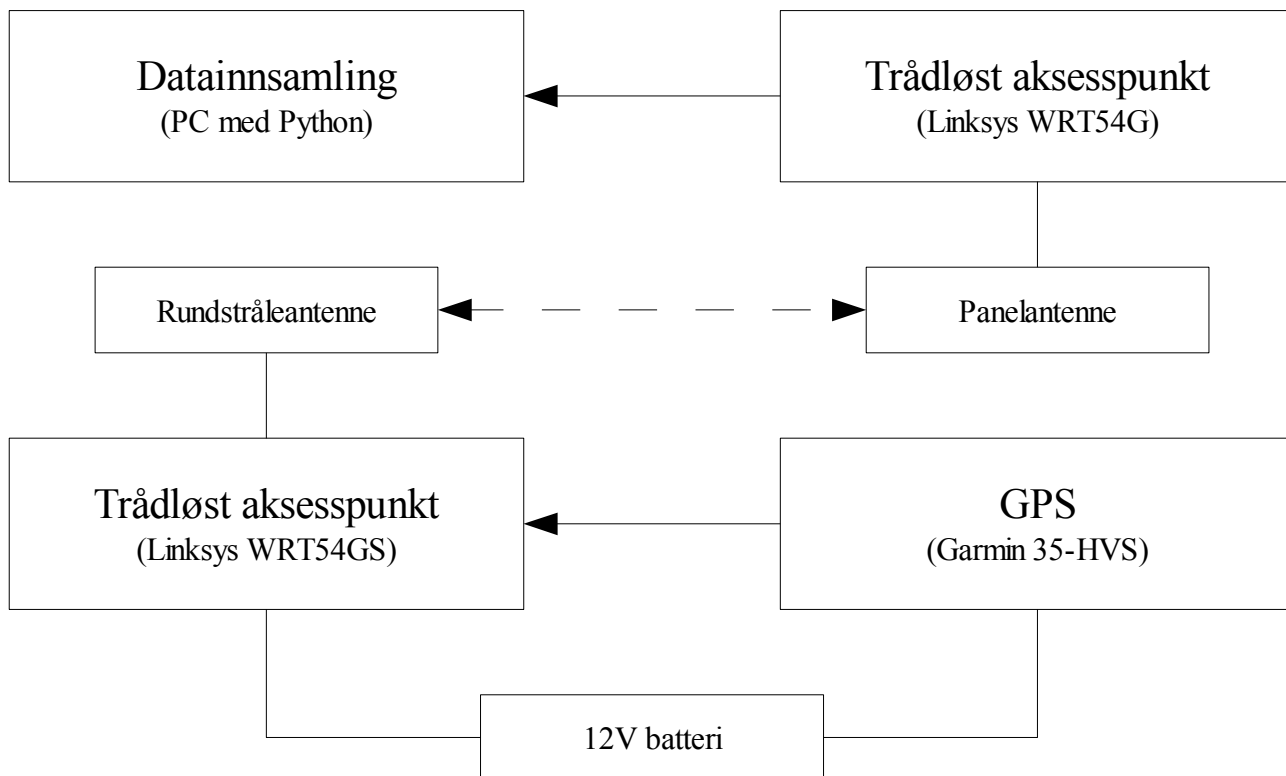 Datainnsamling
(PC med Python)
Trådløst aksesspunkt
(Linksys WRT54G)
Rundstråleantenne
Panelantenne
Trådløst aksesspunkt
(Linksys WRT54GS)
GPS
(Garmin 35-HVS)
12V batteri